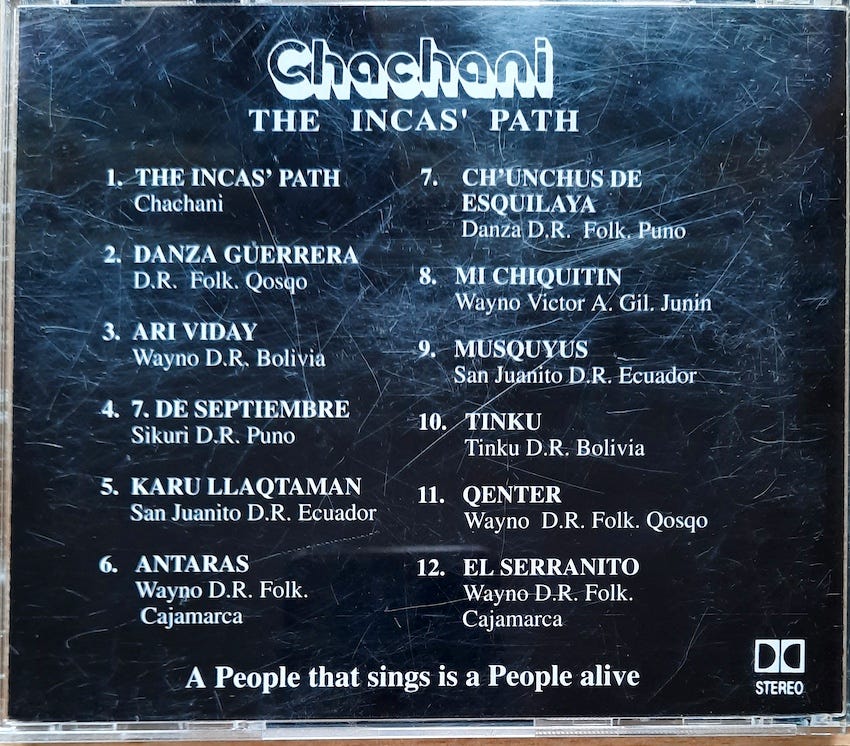 Chachani
THE INCAS' PATH
1. THE INCAS' PATH
Chachani
2. DANZA GUERRERA
D.R. Folk. Qosqo
3. ARI VIDAY
Wayno D.R. Bolivia
4. 7. DE SEPTIEMBRE
Sikuri D.R. Puno
5. KARU LLAQTAMAN
San Juanito D.R. Ecuador
6. ANTARAS
Wayno D.R. Folk.
Cajamarca
7. CH'UNCHUS DE
ESQUILAYA
Danza D.R. Folk. Puno
8. MI CHIQUITIN
Wayno Victor A. Gil. Junin
9. MUSQUYUS
San Juanito D.R. Ecuador
10. TINKU
Tinku D.R. Bolivia
11. QENTER
Wayno D.R. Folk. Qosqo
12. EL SERRANITO
Wayno D.R. Folk.
Cajamarca
A People that sings is a People alive
STEREO